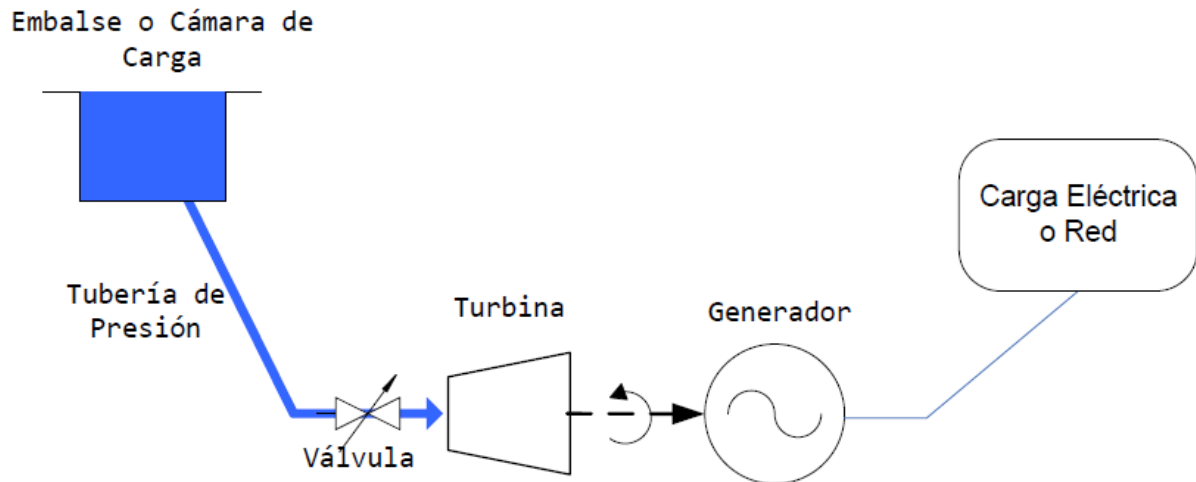 Embalse o Cámara de
Carga
Carga Eléctrica
o Red
Tubería de
Presión
Turbina
Generador
Válvula